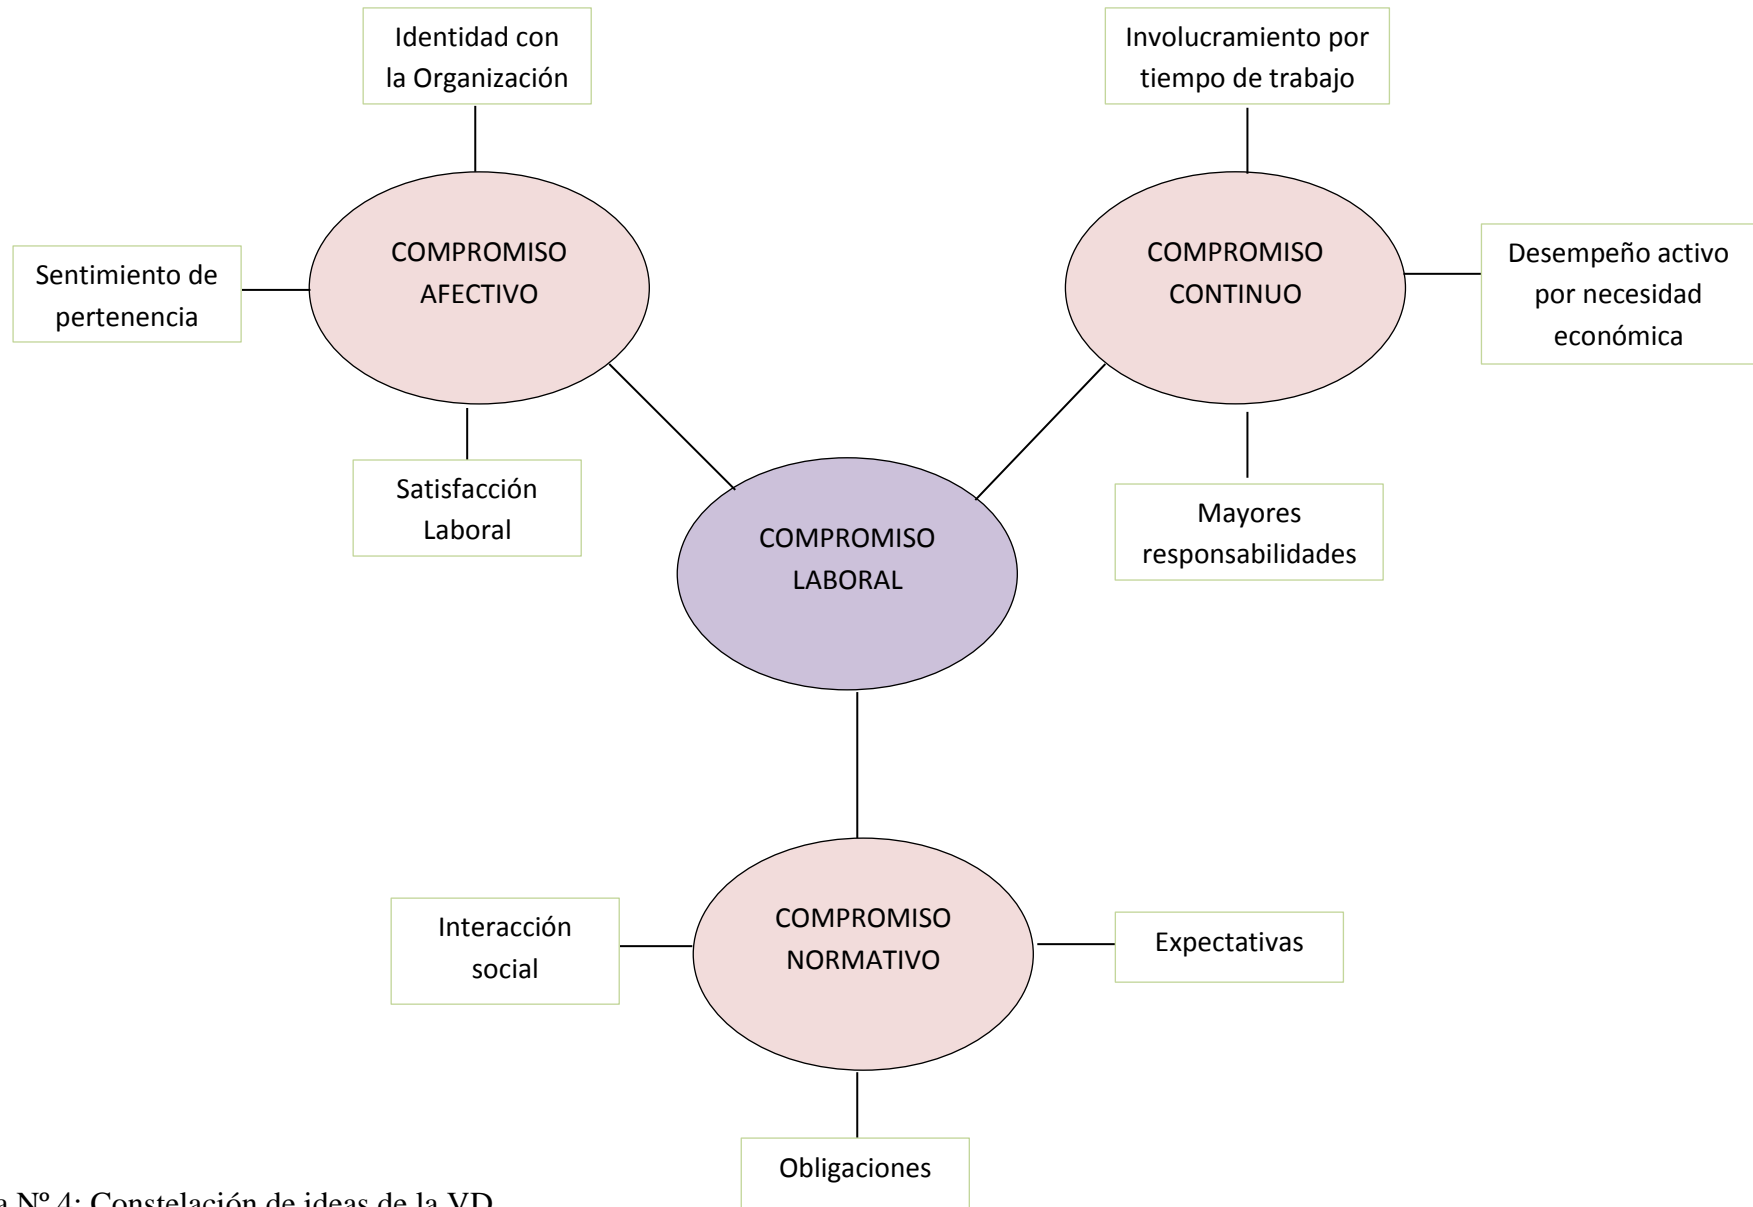 Identidad con
la Organización
Involucramiento por
tiempo de trabajo
COMPROMISO
AFECTIVO
COMPROMISO
CONTINUO
Sentimiento de
pertenencia
Desempeño activo
por necesidad
económica
Satisfacción
Laboral
Mayores
responsabilidades
COMPROMISO
LABORAL
COMPROMISO
NORMATIVO
Interacción
social
Expectativas
Obligaciones
a Nº 4: Constelación de ideas de la VD